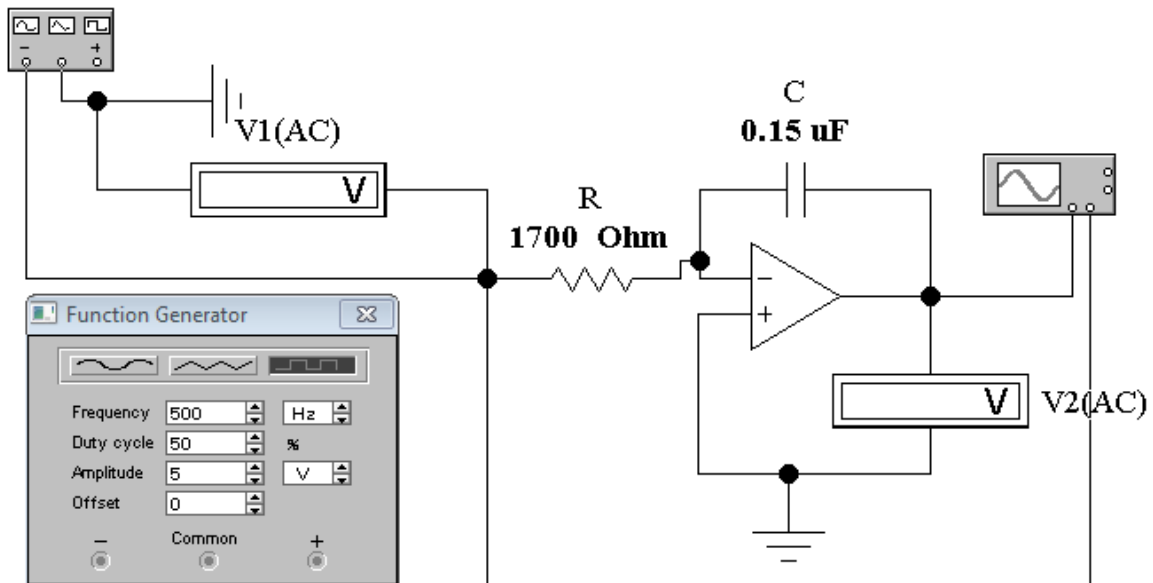 − +
V1(AC)
V
C
0.15 uF
R
1700 Ohm
−
+
V
V2(AC)
Function Generator
Frequency 500 Hz
Duty cycle 50 %
Amplitude 5 V
Offset 0
− Common +